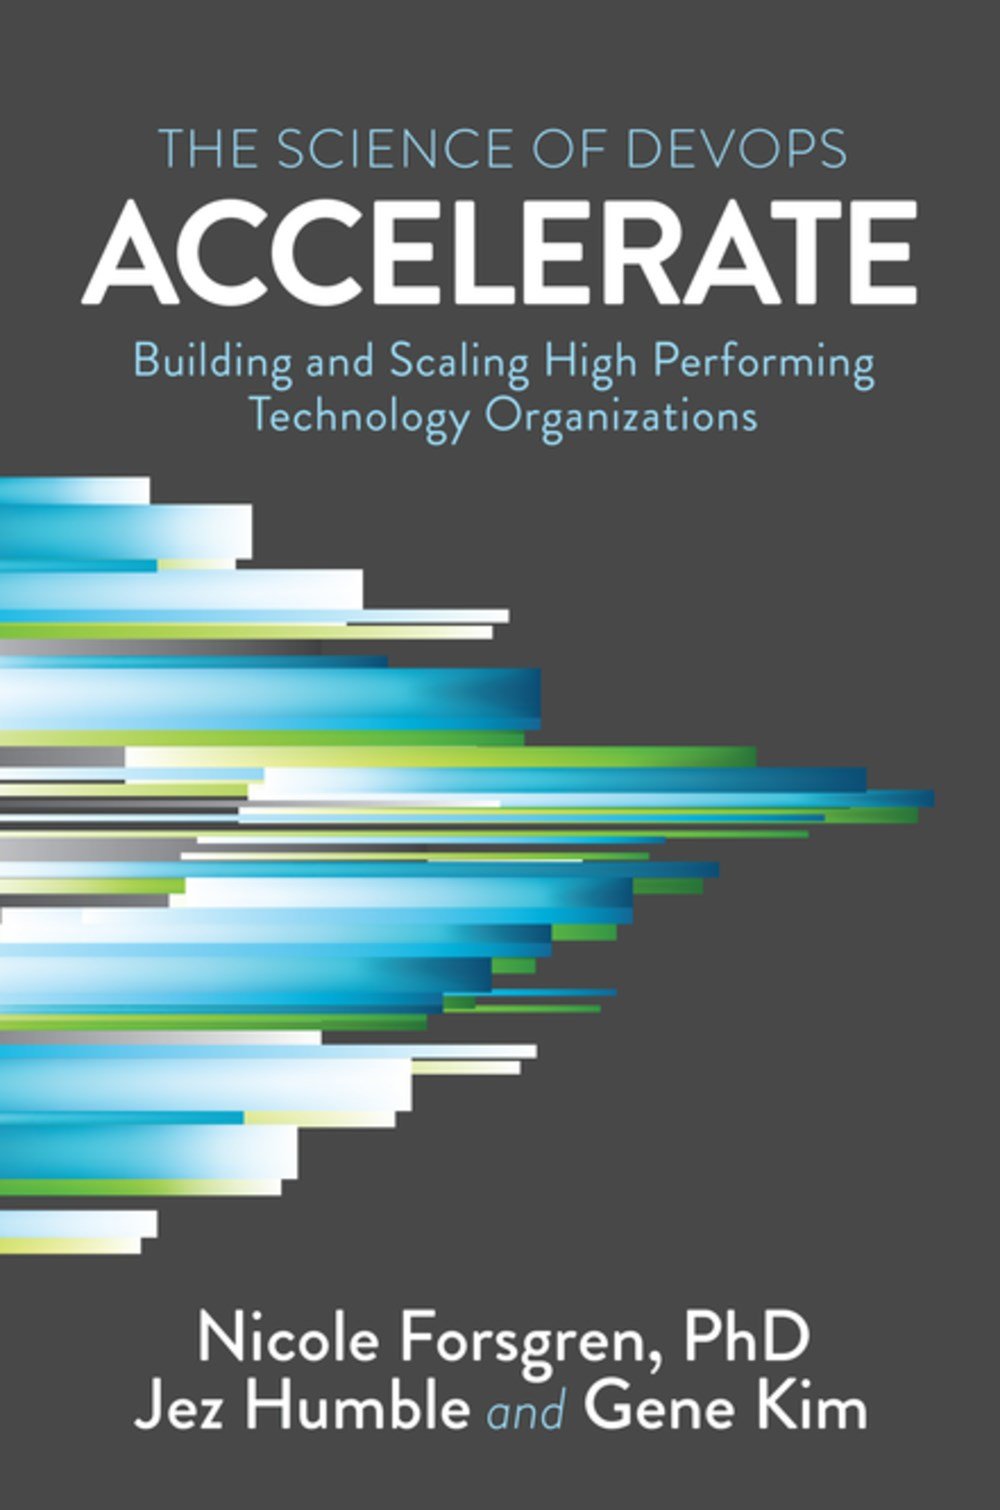 THE SCIENCE OF DEVOPS
ACCELERATE
Building and Scaling High Performing
Technology Organizations
Nicole Forsgren, PhD
Jez Humble and Gene Kim